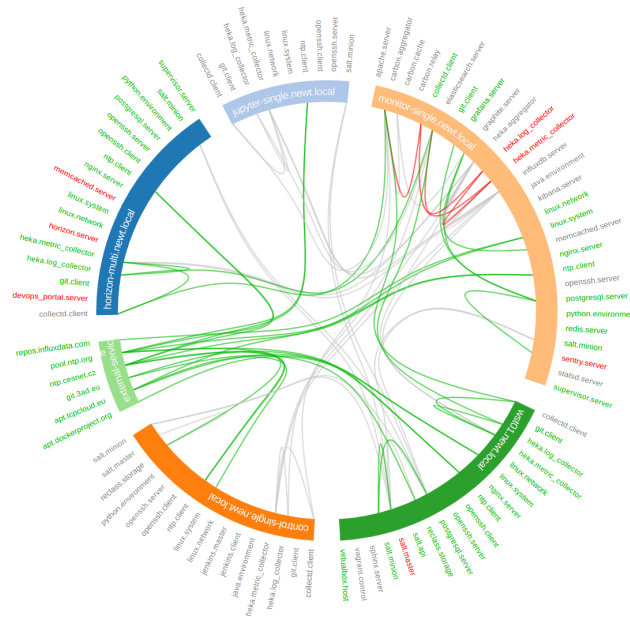 jupyter-single.newt.local
collectd.client
git.client
heka.log_collector
heka.metric_collector
linux.network
linux.system
ntp.client
openssh.client
openssh.server
salt.minion
monitor-single.newt.local
apache.server
carbon.aggregator
carbon.cache
carbon.relay
collectd.client
elasticsearch.server
git.client
grafana.server
graphite.server
heka.aggregator
heka.log_collector
heka.metric_collector
influxdb.server
java.environment
kibana.server
linux.network
linux.system
memcached.server
nginx.server
ntp.client
openssh.server
postgresql.server
python.environment
redis.server
salt.minion
sentry.server
statsd.server
supervisor.server
wst01.newt.local
collectd.client
git.client
heka.log_collector
heka.metric_collector
linux.network
linux.system
nginx.server
ntp.client
openssh.client
openssh.server
postgresql.server
reclass.storage
salt.api
salt.master
salt.minion
sphinx.server
vagrant.control
virtualbox.host
control-single.newt.local
collectd.client
git.client
heka.log_collector
heka.metric_collector
java.environment
jenkins.client
jenkins.master
linux.network
linux.system
ntp.client
openssh.client
openssh.server
python.environment
reclass.storage
salt.master
salt.minion
apt.dockerproject.org
apt.tcpcloud.eu
git.3ad.eu
ntp.cesnet.cz
pool.ntp.org
repos.influxdata.com
horizon-multi.newt.local
collectd.client
devops_portal.server
git.client
heka.log_collector
heka.metric_collector
horizon.server
linux.network
linux.system
memcached.server
nginx.server
ntp.client
openssh.client
openssh.server
postgresql.server
python.environment
salt.minion
supervisor.server